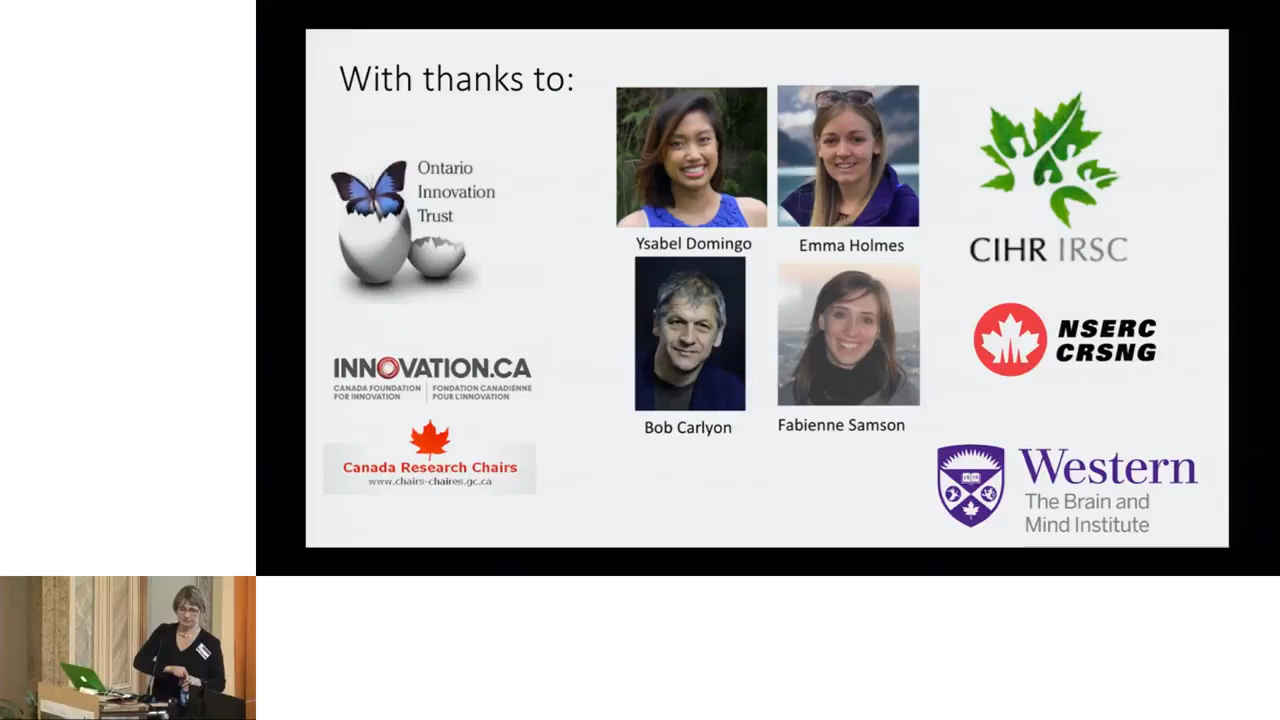 With thanks to:
Ontario
Innovation
Trust
INNOVATION.CA
CANADA FOUNDATION
FOR INNOVATION
FONDATION CANADIENNE
POUR L'INNOVATION
Canada Research Chairs
www.chairs-chaires.gc.ca
Ysabel Domingo
Emma Holmes
Bob Carlyon
Fabienne Samson
CIHR IRSC
NSERC
CRSNG
Western
The Brain and
Mind Institute